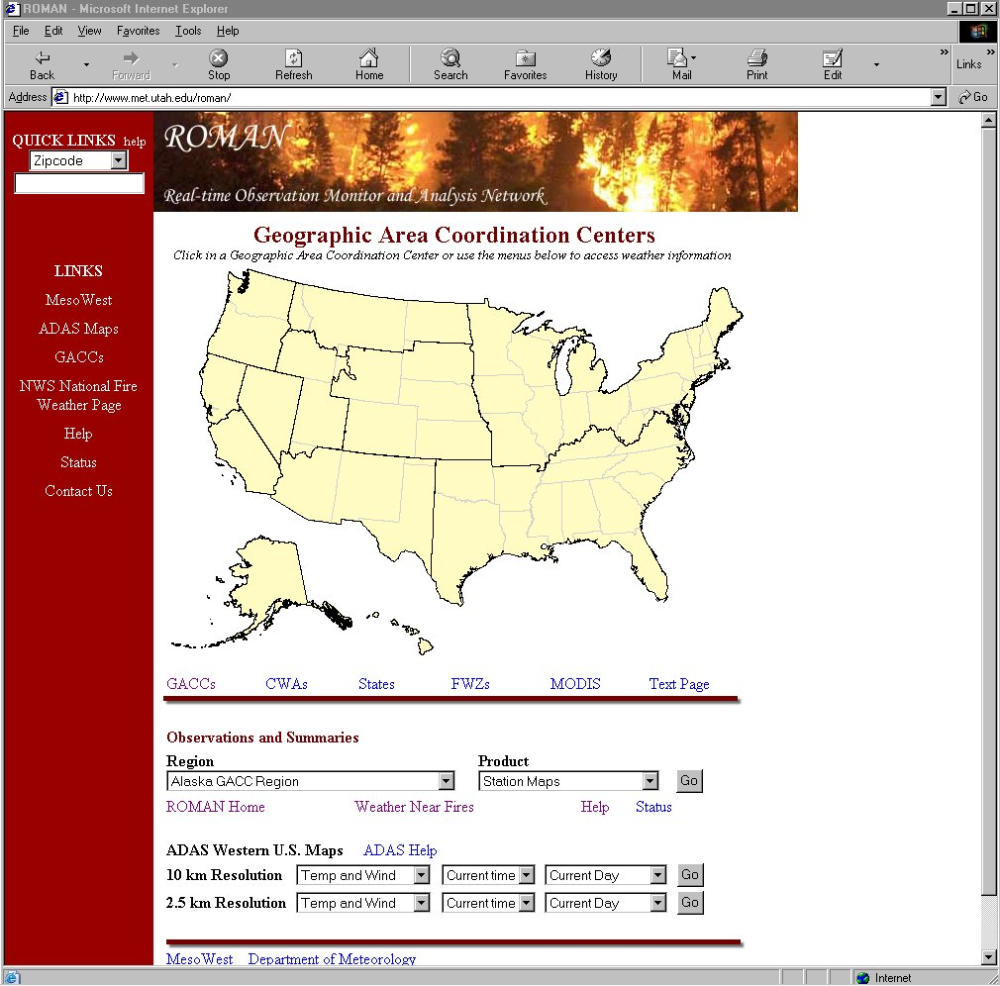 ROMAN - Microsoft Internet Explorer
File Edit View Favorites Tools Help
Back Forward Stop Refresh Home Search Favorites History Mail Print Edit » Links »
Address http://www.met.utah.edu/roman/ Go
QUICK LINKS help
Zipcode
LINKS
MesoWest
ADAS Maps
GACCs
NWS National Fire
Weather Page
Help
Status
Contact Us
ROMAN
Real-time Observation Monitor and Analysis Network
Geographic Area Coordination Centers
Click in a Geographic Area Coordination Center or use the menus below to access weather information
GACCs CWAs States FWZs MODIS Text Page
Observations and Summaries
Region Product
Alaska GACC Region Station Maps Go
ROMAN Home Weather Near Fires Help Status
ADAS Western U.S. Maps ADAS Help
10 km Resolution Temp and Wind Current time Current Day Go
2.5 km Resolution Temp and Wind Current time Current Day Go
MesoWest Department of Meteorology
Internet